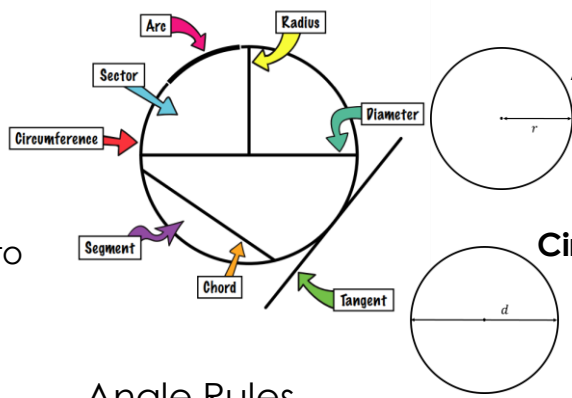 Arc
Radius
Sector
Circumference
Diameter
r
Segment
Chord
Tangent
d
Angle Rules